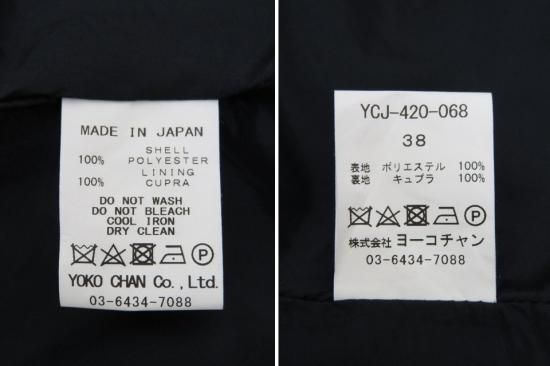 MADE IN JAPAN
SHELL
100% POLYESTER
LINING
100% CUPRA
DO NOT WASH
DO NOT BLEACH
COOL IRON
DRY CLEAN
P
YOKO CHAN Co.,Ltd.
03-6434-7088
YCJ-420-068
38
表地 ポリエステル 100%
裏地 キュプラ 100%
P
株式会社 ヨーコチャン
03-6434-7088